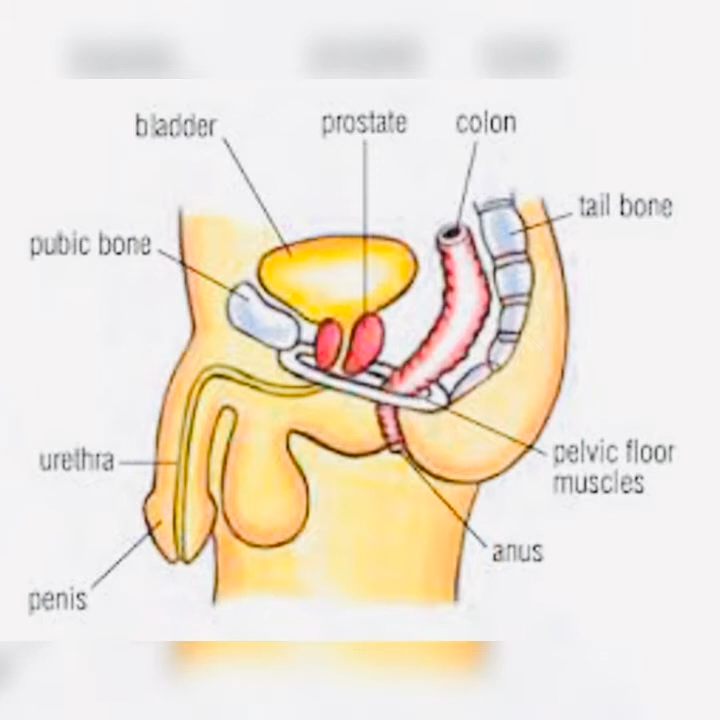 bladder
prostate
colon
tail bone
pubic bone
urethra
pelvic floor
muscles
anus
penis